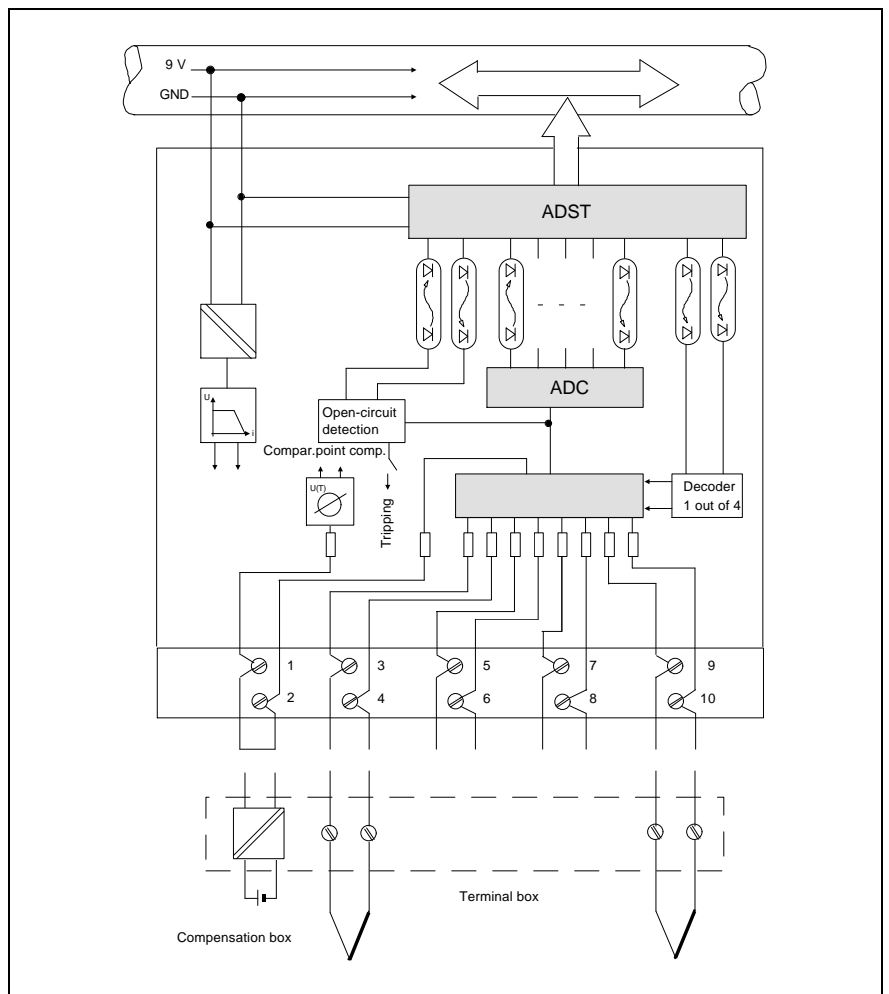 9 V
GND
ADST
ADC
U
i
Open-circuit
detection
Compar.point comp.
U(T)
Tripping
Decoder
1 out of 4
1 3 5 7 9
2 4 6 8 10
Terminal box
Compensation box